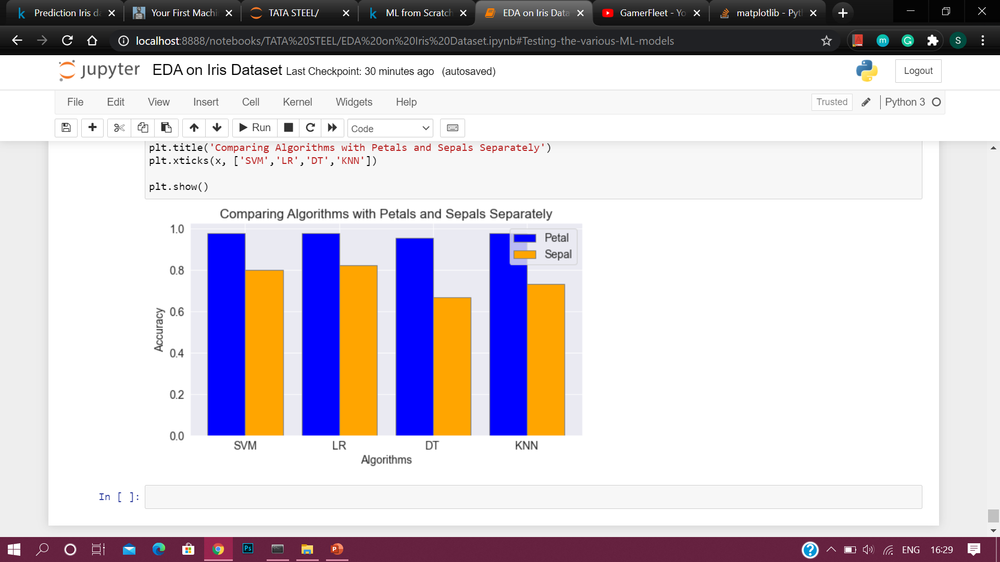 Prediction Iris da
Your First Machi
TATA STEEL/
ML from Scratch
EDA on Iris Data
GamerFleet - Yo
matplotlib - Pyt
localhost:8888/notebooks/TATA%20STEEL/EDA%20on%20Iris%20Dataset.ipynb#Testing-the-various-ML-models
m
G
S
jupyter EDA on Iris Dataset Last Checkpoint: 30 minutes ago (autosaved)
Logout
File Edit View Insert Cell Kernel Widgets Help
Trusted
Python 3
Run
Code
plt.title('Comparing Algorithms with Petals and Sepals Separately')
plt.xticks(x, ['SVM','LR','DT','KNN'])
plt.show()
Comparing Algorithms with Petals and Sepals Separately
1.0
Petal
Sepal
0.8
0.6
Accuracy
0.4
0.2
0.0
SVM LR DT KNN
Algorithms
In [ ]:
Ps
ENG
16:29